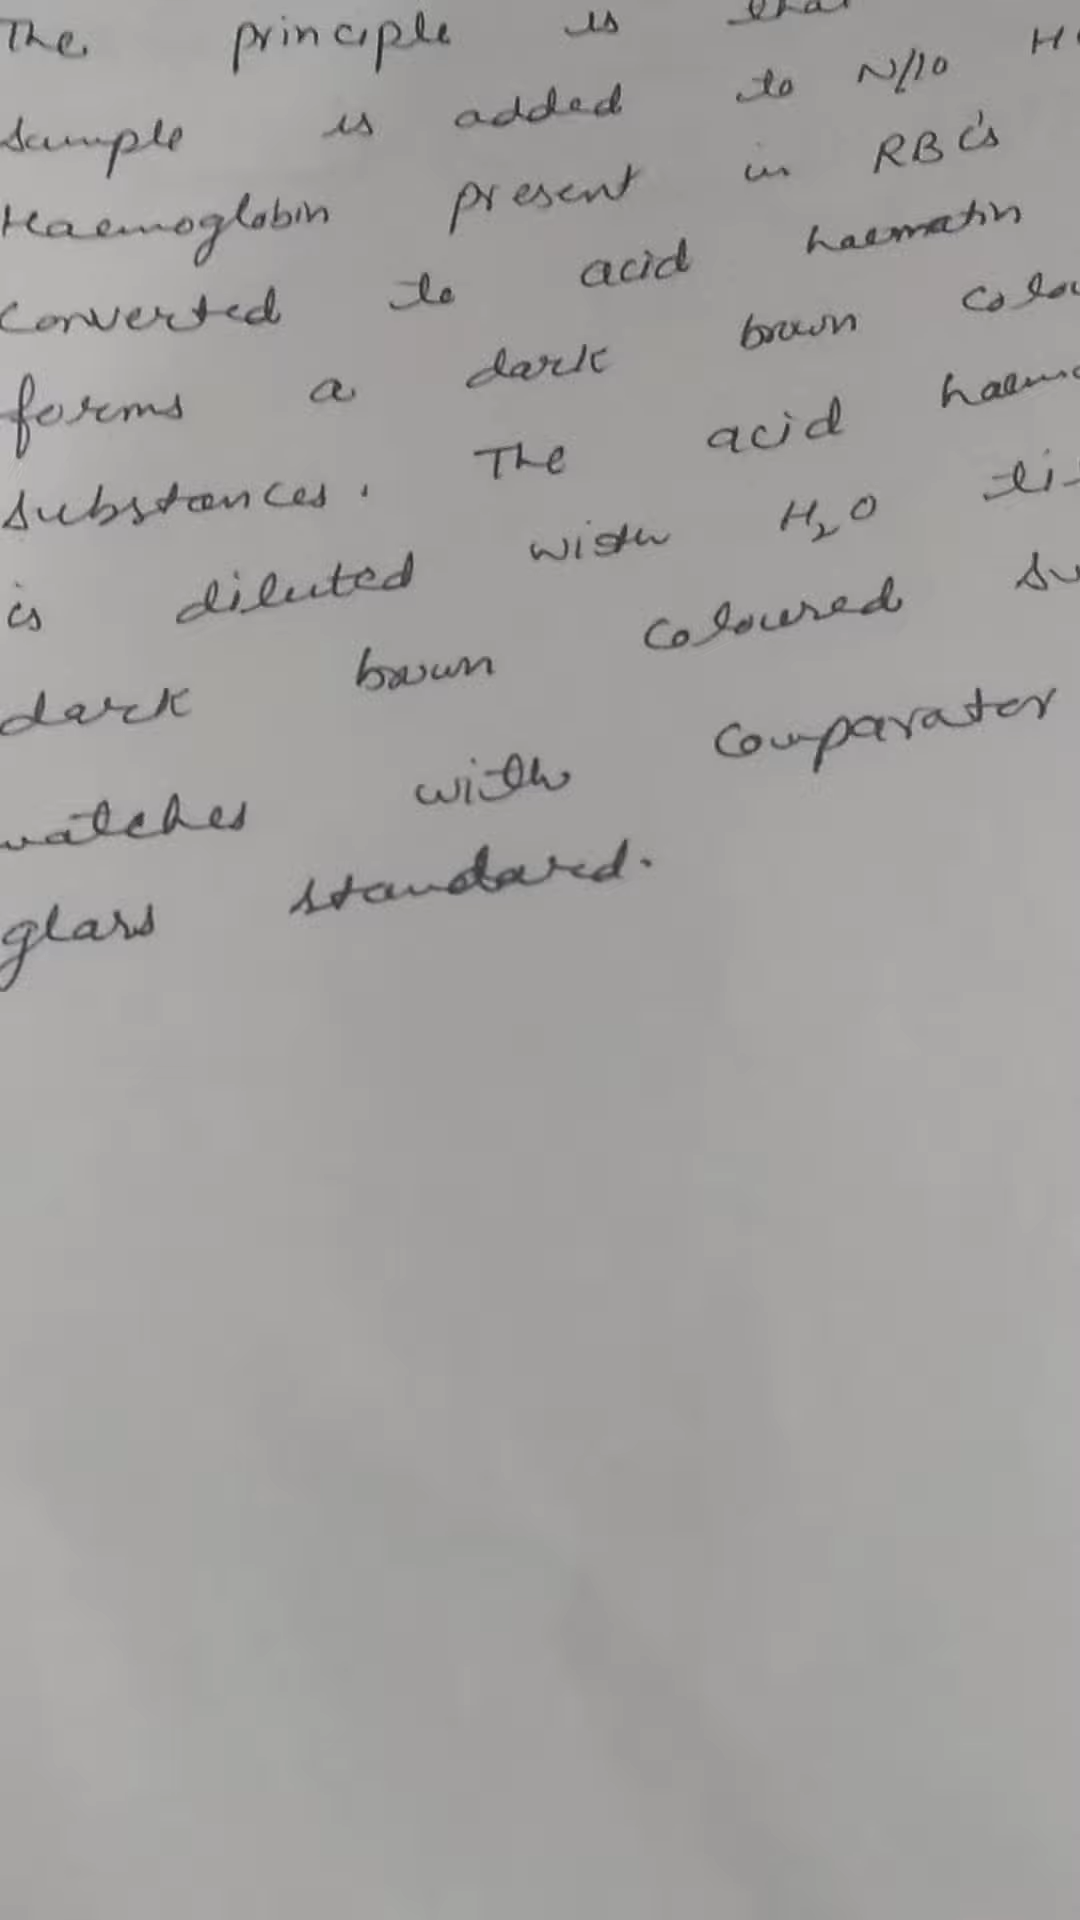 The principle is
sample is added to N/10
Haemoglobin present in RBC's
converted to acid haematin
forms a dark brown
substances. The acid
is diluted with H2O
dark brown coloured
matches with comparator
glass standard.